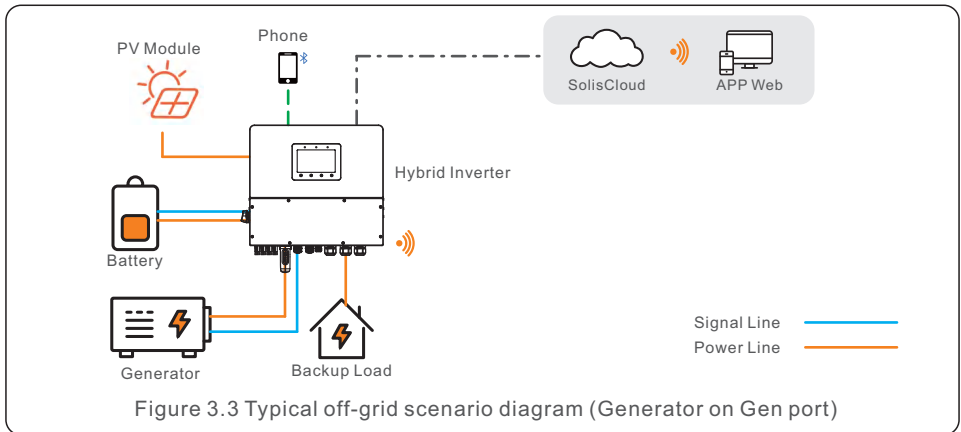 PV Module
Phone
SolisCloud
APP Web
Hybrid Inverter
Battery
Generator
Backup Load
Signal Line
Power Line
Figure 3.3 Typical off-grid scenario diagram (Generator on Gen port)